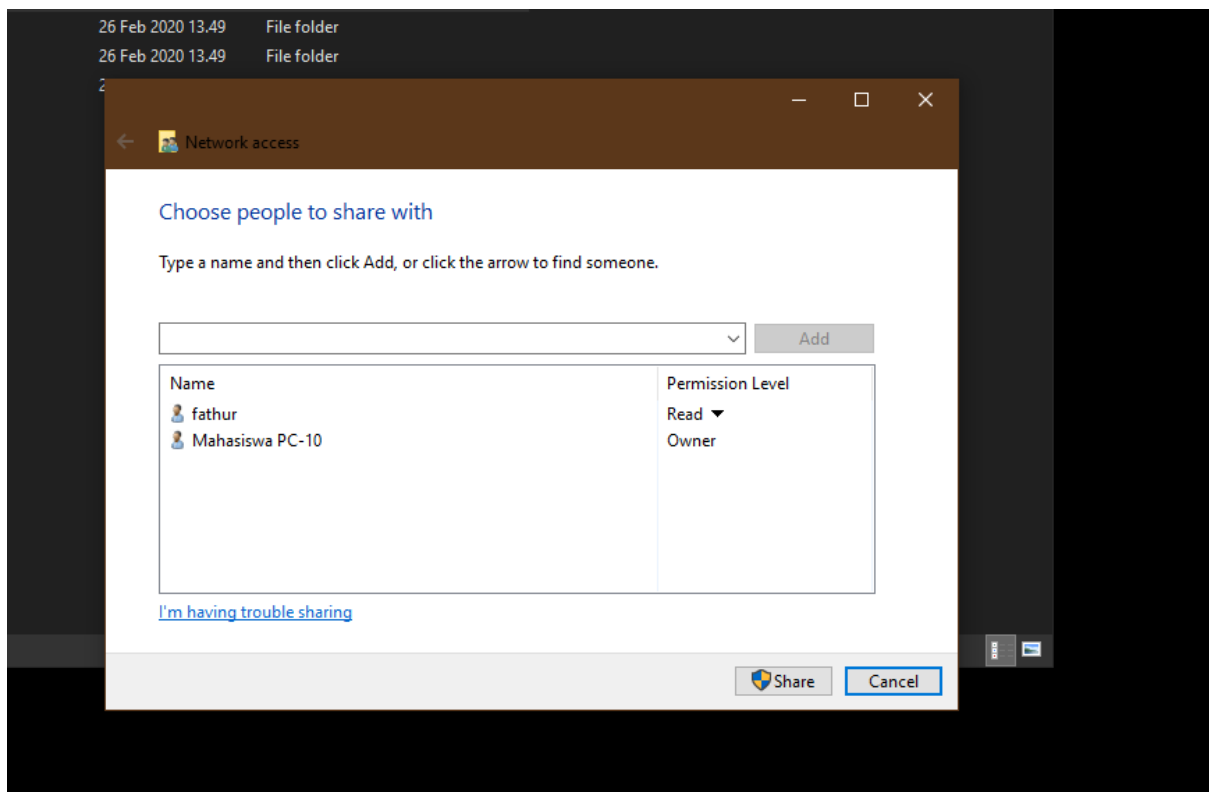 26 Feb 2020 13.49 File folder
26 Feb 2020 13.49 File folder
2
Network access
Choose people to share with
Type a name and then click Add, or click the arrow to find someone.
Add
Name Permission Level
fathur Read
Mahasiswa PC-10 Owner
I'm having trouble sharing
Share Cancel